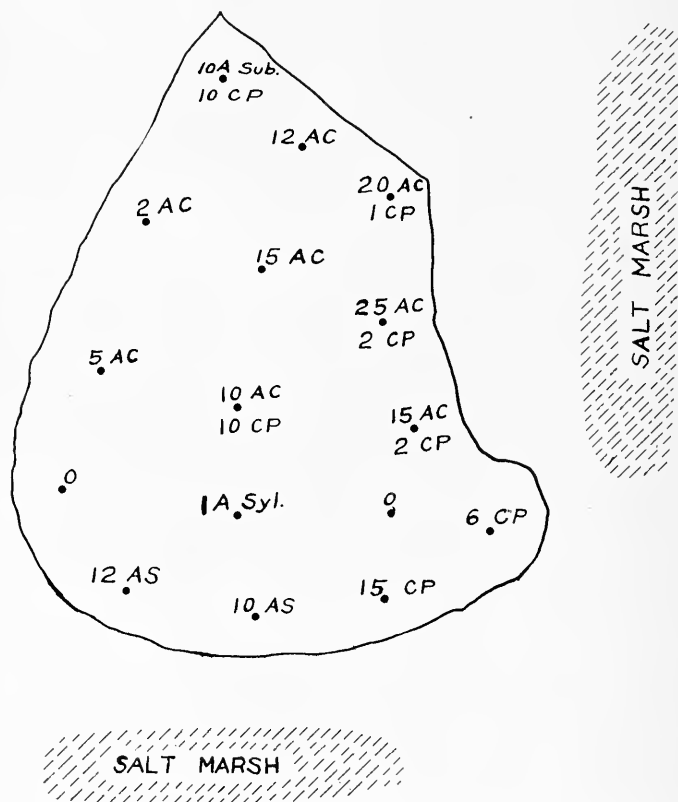 10A Sub.
10 CP
12 AC
20 AC
1 CP
2 AC
15 AC
25 AC
2 CP
5 AC
10 AC
10 CP
15 AC
2 CP
0
1A Syl.
0
6 CP
12 AS
10 AS
15 CP
SALT MARSH
SALT MARSH